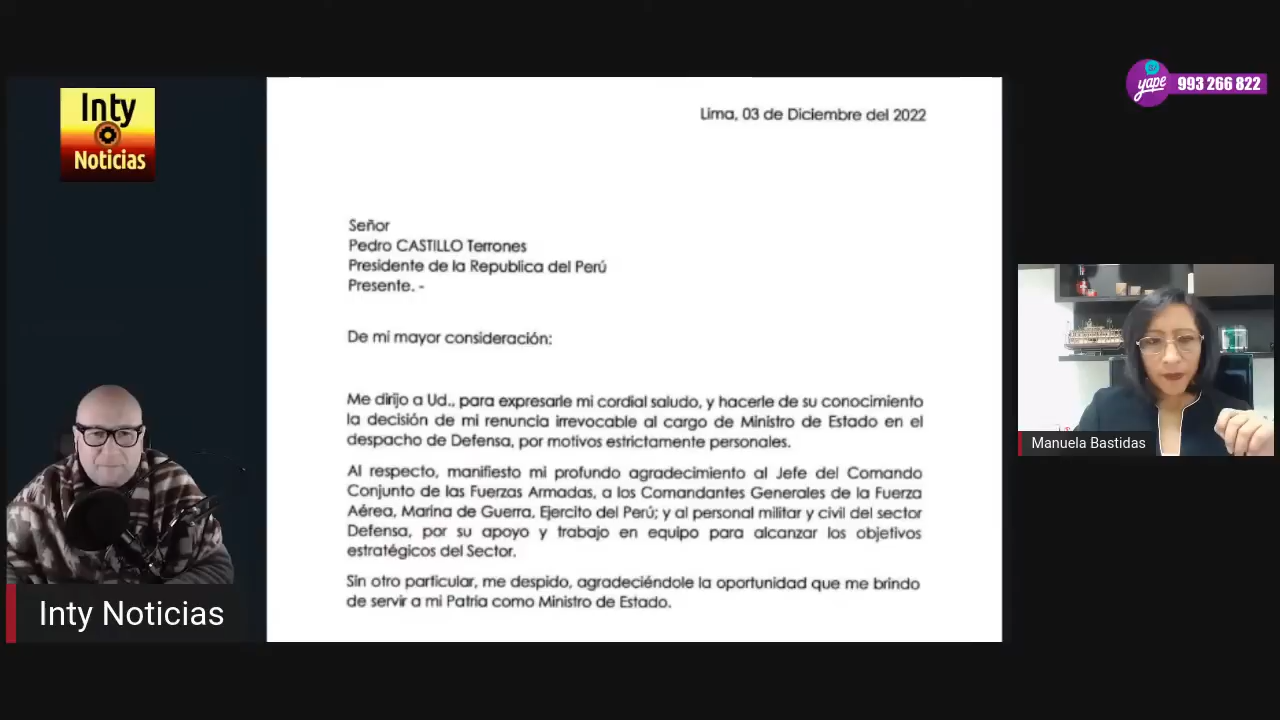 Inty
Noticias
yape
993 266 822
Lima, 03 de Diciembre del 2022
Señor
Pedro CASTILLO Terrones
Presidente de la Republica del Perú
Presente. -
De mi mayor consideración:
Me dirijo a Ud., para expresarle mi cordial saludo, y hacerle de su conocimiento
la decisión de mi renuncia irrevocable al cargo de Ministro de Estado en el
despacho de Defensa, por motivos estrictamente personales.
Al respecto, manifiesto mi profundo agradecimiento al Jefe del Comando
Conjunto de las Fuerzas Armadas, a los Comandantes Generales de la Fuerza
Aérea, Marina de Guerra, Ejercito del Perú; y al personal militar y civil del sector
Defensa, por su apoyo y trabajo en equipo para alcanzar los objetivos
estratégicos del Sector.
Sin otro particular, me despido, agradeciéndole la oportunidad que me brindo
de servir a mi Patria como Ministro de Estado.
Manuela Bastidas
Inty Noticias